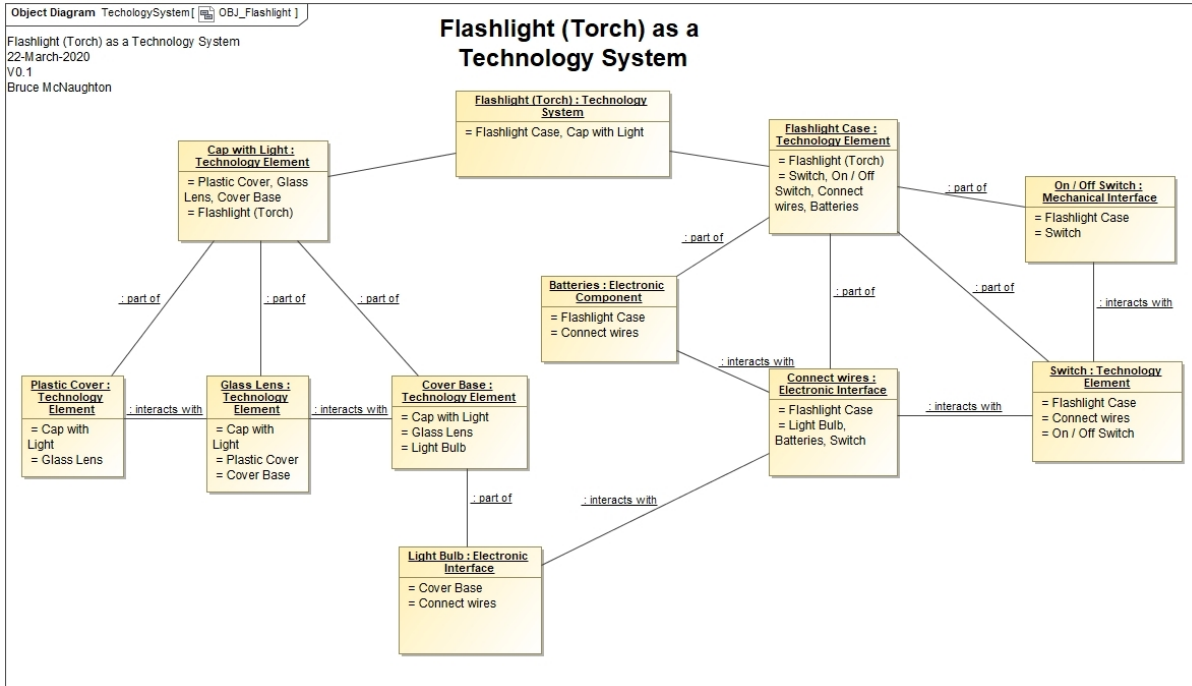 Object Diagram TechologySystem[ OBJ_Flashlight ]
Flashlight (Torch) as a Technology System
22-March-2020
V0.1
Bruce McNaughton
Flashlight (Torch) as a
Technology System
Flashlight (Torch) : Technology
System
= Flashlight Case, Cap with Light
Cap with Light :
Technology Element
= Plastic Cover, Glass
Lens, Cover Base
= Flashlight (Torch)
Flashlight Case :
Technology Element
= Flashlight (Torch)
= Switch, On / Off
Switch, Connect
wires, Batteries
: part of
On / Off Switch :
Mechanical Interface
= Flashlight Case
= Switch
: part of
: part of
: part of
: part of
Batteries : Electronic
Component
= Flashlight Case
= Connect wires
: part of
: part of
: interacts with
: interacts with
Plastic Cover :
Technology
Element
= Cap with
Light
= Glass Lens
: interacts with
Glass Lens :
Technology
Element
= Cap with
Light
= Plastic Cover
= Cover Base
: interacts with
Cover Base :
Technology Element
= Cap with Light
= Glass Lens
= Light Bulb
Connect wires :
Electronic Interface
= Flashlight Case
= Light Bulb,
Batteries, Switch
: interacts with
Switch : Technology
Element
= Flashlight Case
= Connect wires
= On / Off Switch
: part of
: interacts with
Light Bulb : Electronic
Interface
= Cover Base
= Connect wires